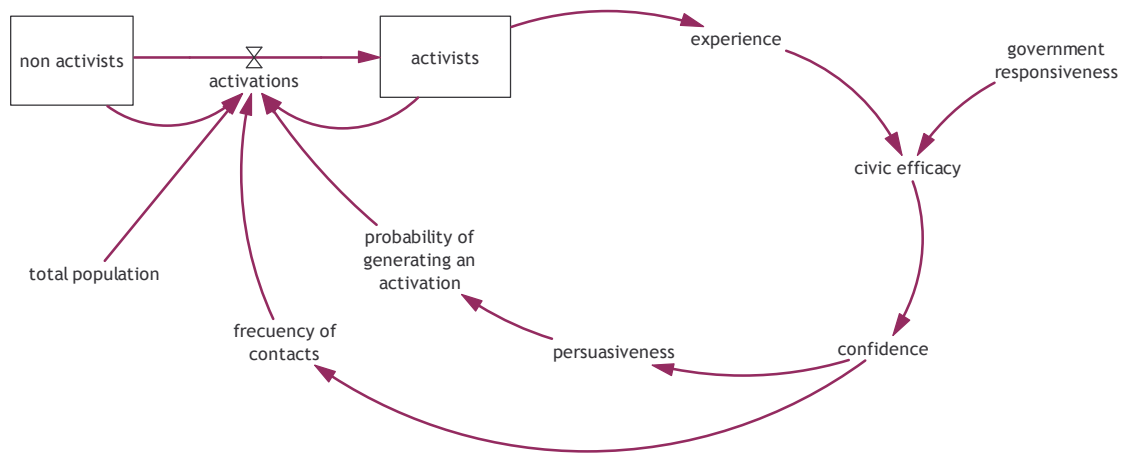 non activists
activations
activists
experience
government
responsiveness
civic efficacy
total population
probability of
generating an
activation
frecuency of
contacts
persuasiveness
confidence